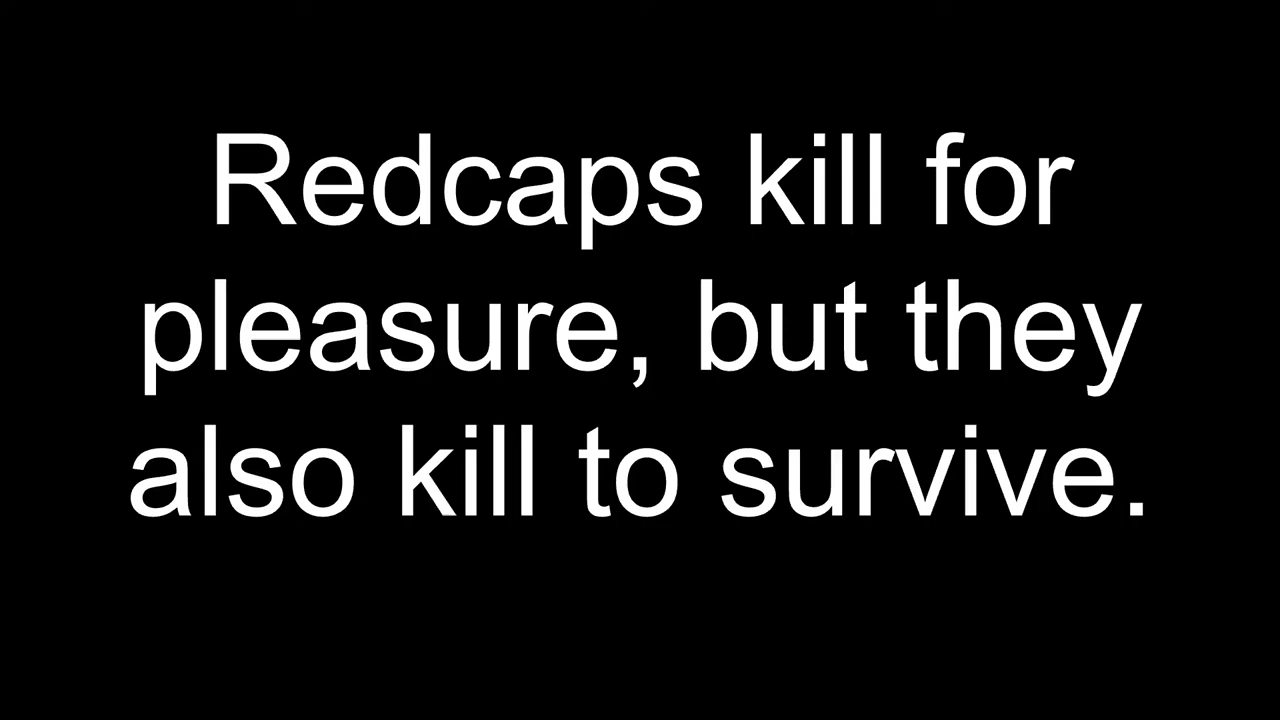 Redcaps kill for
pleasure, but they
also kill to survive.